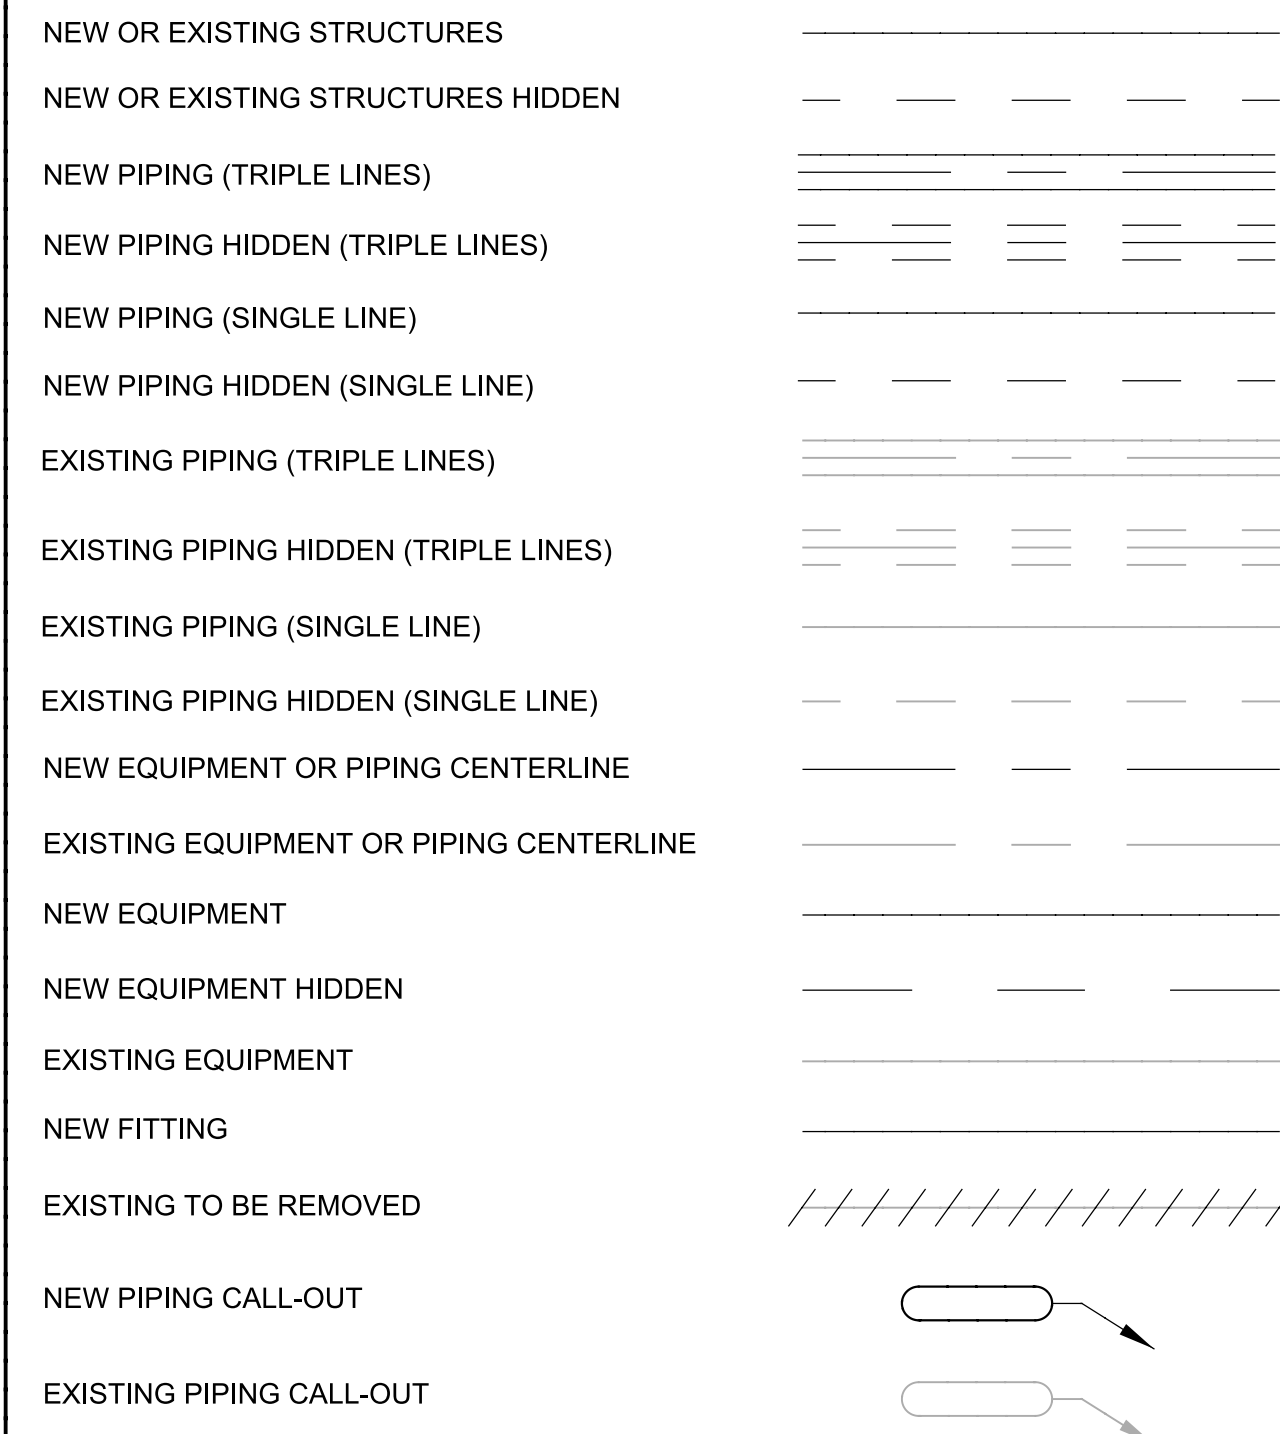 NEW OR EXISTING STRUCTURES
NEW OR EXISTING STRUCTURES HIDDEN
NEW PIPING (TRIPLE LINES)
NEW PIPING HIDDEN (TRIPLE LINES)
NEW PIPING (SINGLE LINE)
NEW PIPING HIDDEN (SINGLE LINE)
EXISTING PIPING (TRIPLE LINES)
EXISTING PIPING HIDDEN (TRIPLE LINES)
EXISTING PIPING (SINGLE LINE)
EXISTING PIPING HIDDEN (SINGLE LINE)
NEW EQUIPMENT OR PIPING CENTERLINE
EXISTING EQUIPMENT OR PIPING CENTERLINE
NEW EQUIPMENT
NEW EQUIPMENT HIDDEN
EXISTING EQUIPMENT
NEW FITTING
EXISTING TO BE REMOVED
NEW PIPING CALL-OUT
EXISTING PIPING CALL-OUT